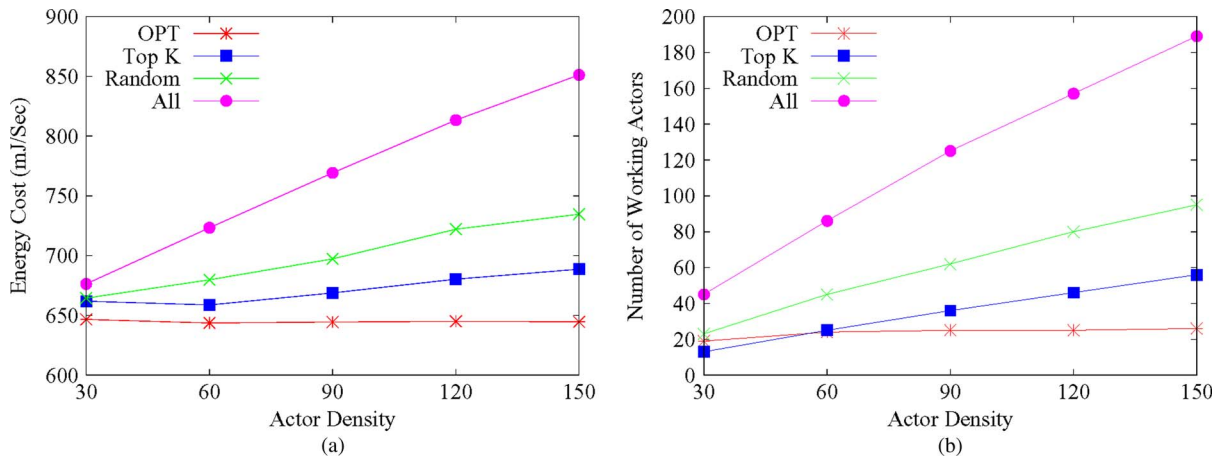 900
850
800
750
700
650
600
Energy Cost (mJ/Sec)
OPT
Top K
Random
All
30 60 90 120 150
Actor Density
(a)
200
180
160
140
120
100
80
60
40
20
0
Number of Working Actors
OPT
Top K
Random
All
30 60 90 120 150
Actor Density
(b)